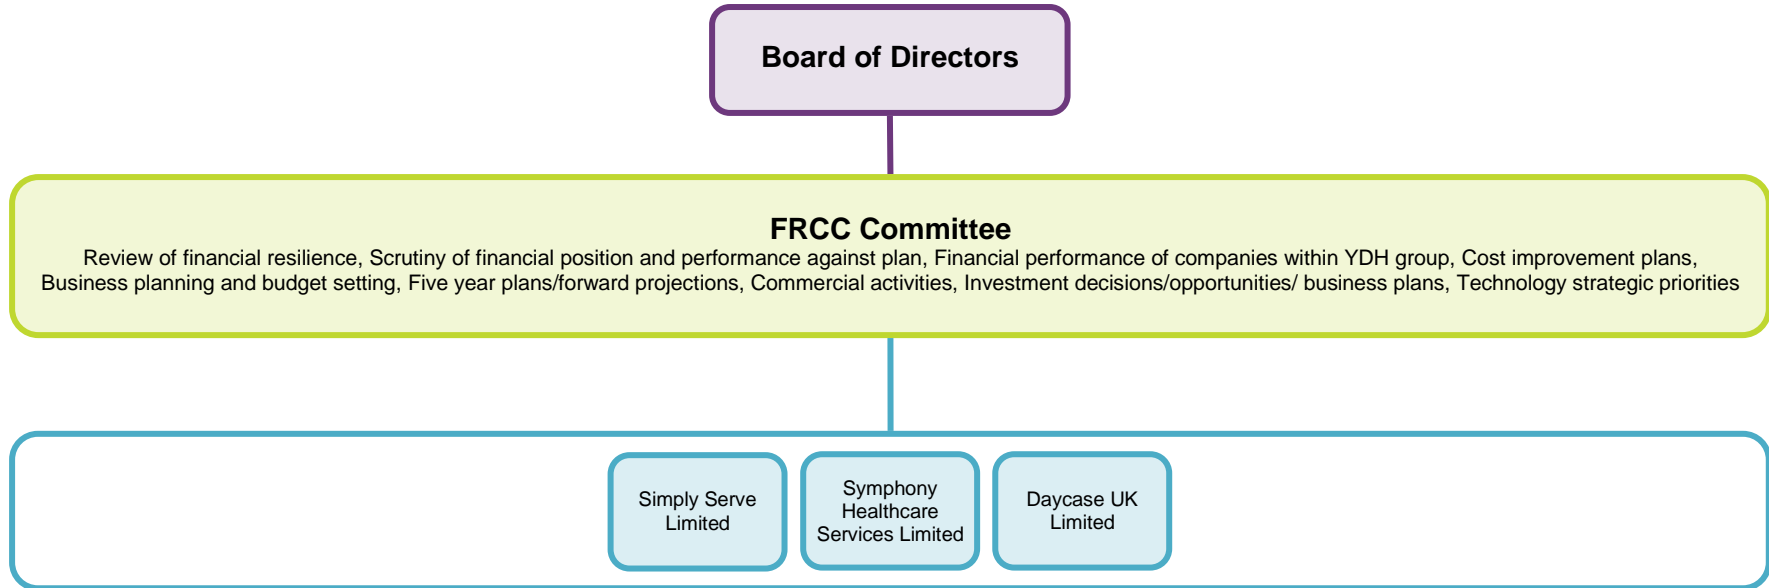 Board of Directors
FRCC Committee
Review of financial resilience, Scrutiny of financial position and performance against plan, Financial performance of companies within YDH group, Cost improvement plans,
Business planning and budget setting, Five year plans/forward projections, Commercial activities, Investment decisions/opportunities/ business plans, Technology strategic priorities
Simply Serve
Limited
Symphony
Healthcare
Services Limited
Daycase UK
Limited